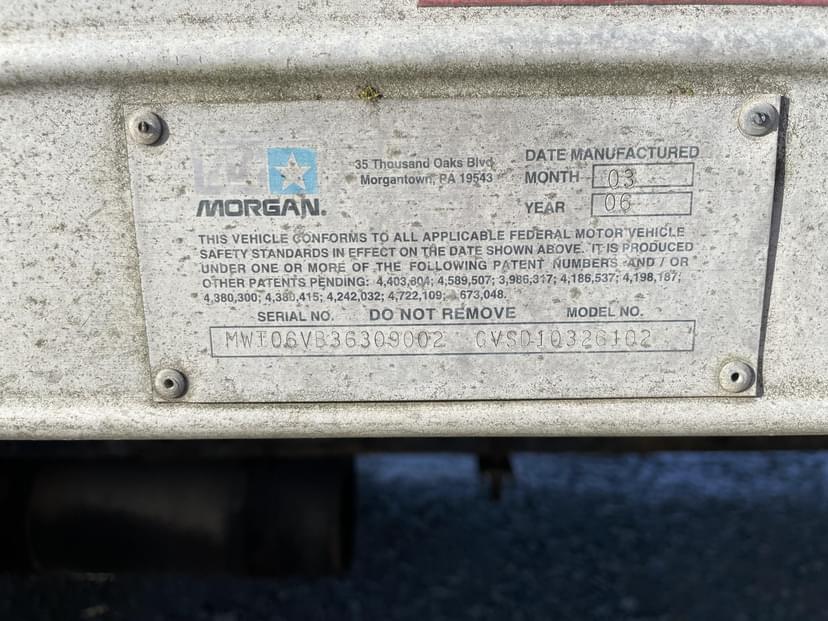 35 Thousand Oaks Blvd
Morgantown, PA 19543
MORGAN.
DATE MANUFACTURED
MONTH 03
YEAR 06
THIS VEHICLE CONFORMS TO ALL APPLICABLE FEDERAL MOTOR VEHICLE
SAFETY STANDARDS IN EFFECT ON THE DATE SHOWN ABOVE. IT IS PRODUCED
UNDER ONE OR MORE OF THE FOLLOWING PATENT NUMBERS AND / OR
OTHER PATENTS PENDING: 4,403,804; 4,589,507; 3,986,317; 4,186,537; 4,198,187;
4,380,300; 4,380,415; 4,242,032; 4,722,109;
SERIAL NO. DO NOT REMOVE MODEL NO.
MWT06VB36309002 GVSD10326102